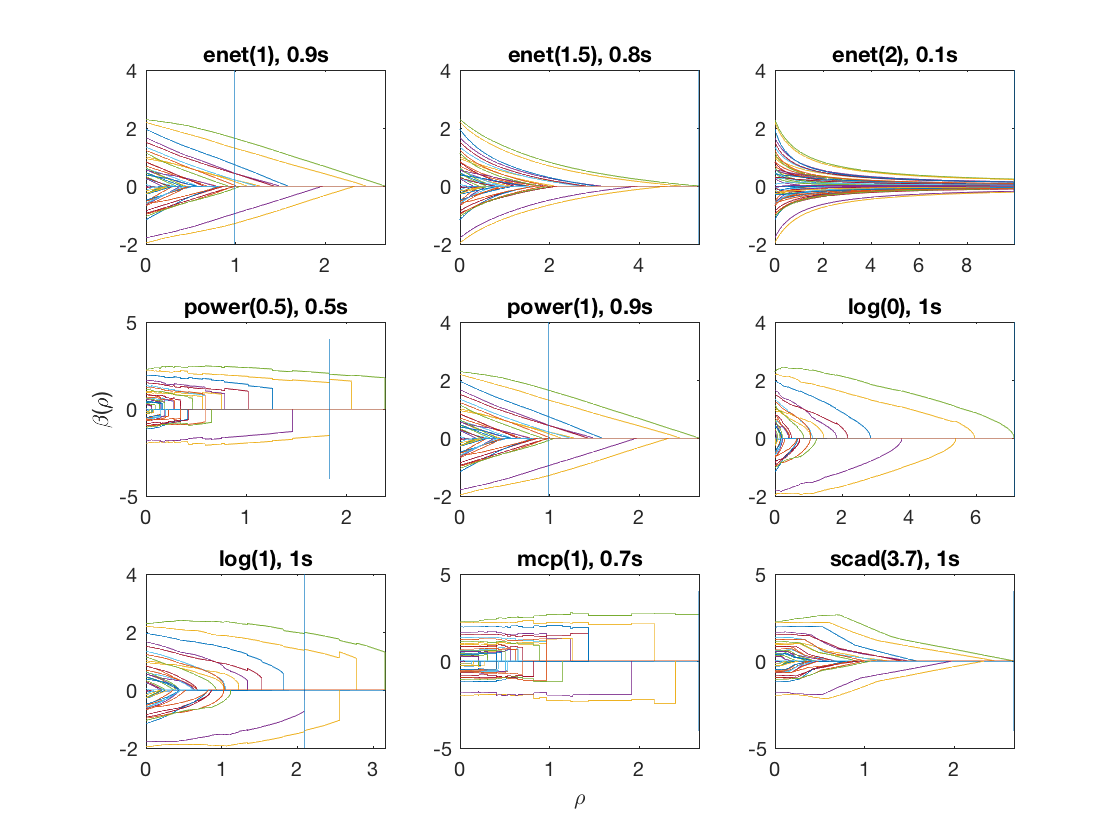 enet(1), 0.9s
4
2
0
-2
0 1 2
enet(1.5), 0.8s
4
2
0
-2
0 2 4
enet(2), 0.1s
4
2
0
-2
0 2 4 6 8
power(0.5), 0.5s
5
0
-5
β(ρ)
0 1 2
power(1), 0.9s
4
2
0
-2
0 1 2
log(0), 1s
4
2
0
-2
0 2 4 6
log(1), 1s
4
2
0
-2
0 1 2 3
mcp(1), 0.7s
5
0
-5
0 1 2
ρ
scad(3.7), 1s
5
0
-5
0 1 2